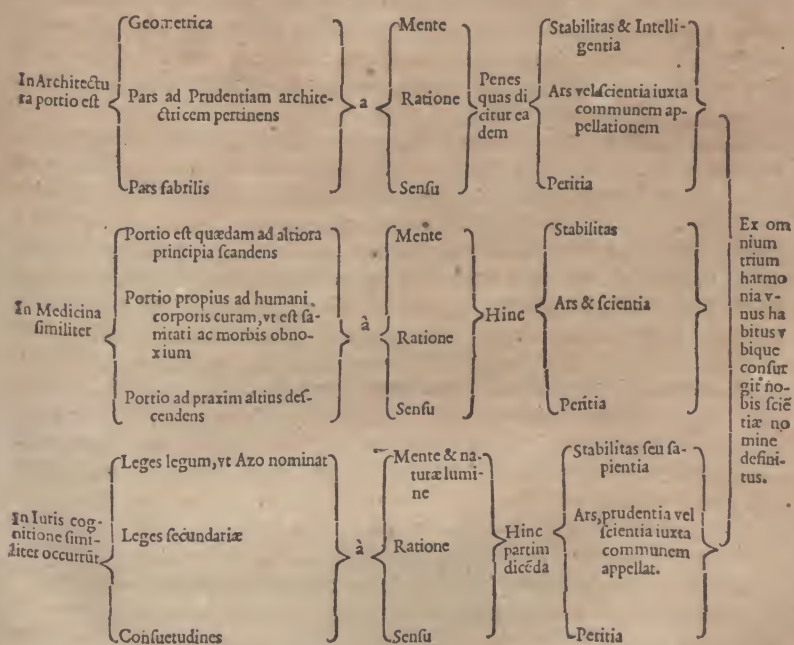 In Architectu
ra portio est
Geometrica
Pars ad Prudentiam archite-
ctricem pertinens
Pars fabrilis
a
Mente
Ratione
Sensu
Penes
quas di
citur ea
dem
Stabilitas & Intelli-
gentia
Ars vel scientia iuxta
communem ap-
pellationem
Peritia
In Medicina
similiter
Portio est quædam ad altiora
principia scandens
Portio propius ad humani
corporis curam, vt est sa-
nitati ac morbis obno-
xium
Portio ad praxim altius des-
cendens
à
Mente
Ratione
Sensu
Hinc
Stabilitas
Ars & scientia
Peritia
In Iuris cog-
nitione simi-
liter occurrũt
Leges legum, vt Azo nominat
Leges secundariæ
Consuetudines
à
Mente & na-
turæ lumi-
ne
Ratione
Sensu
Hinc
partim
dicẽda
Stabilitas seu sa-
pientia
Ars, prudentia vel
scientia iuxta
communem
appellat.
Peritia
Ex om
nium
trium
harmo
nia v-
nus ha
bitus v
bique
consur
git no-
bis sciẽ
tiæ no
mine
defini-
tus.